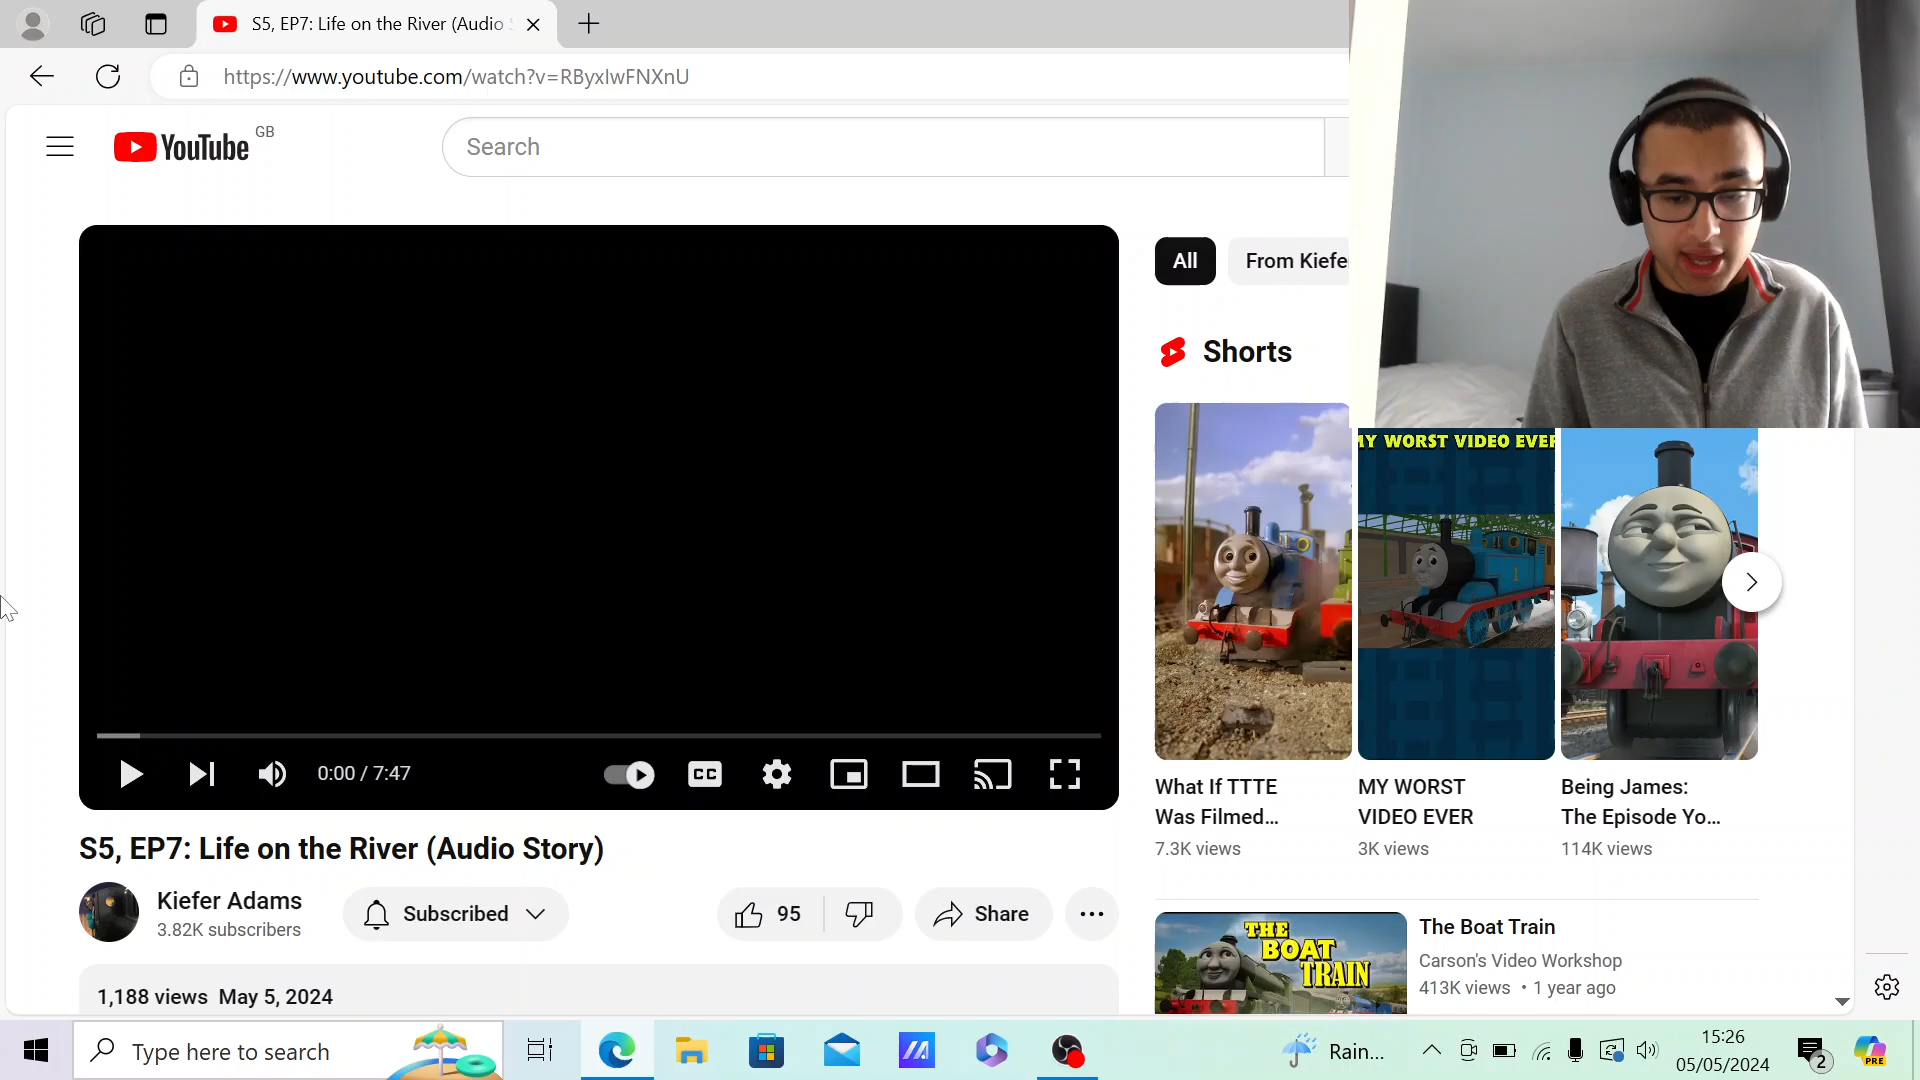 S5, EP7: Life on the River (Audio
https://www.youtube.com/watch?v=RByxlwFNXnU
YouTube GB
Search
All
From Kiefe
Shorts
MY WORST VIDEO EVER
0:00 / 7:47
CC
What If TTTE
Was Filmed...
7.3K views
MY WORST
VIDEO EVER
3K views
Being James:
The Episode Yo...
114K views
S5, EP7: Life on the River (Audio Story)
Kiefer Adams
3.82K subscribers
Subscribed
95
Share
1,188 views May 5, 2024
THE
BOAT
TRAIN
The Boat Train
Carson's Video Workshop
413K views • 1 year ago
Type here to search
Rain...
15:26
05/05/2024
2
PRE